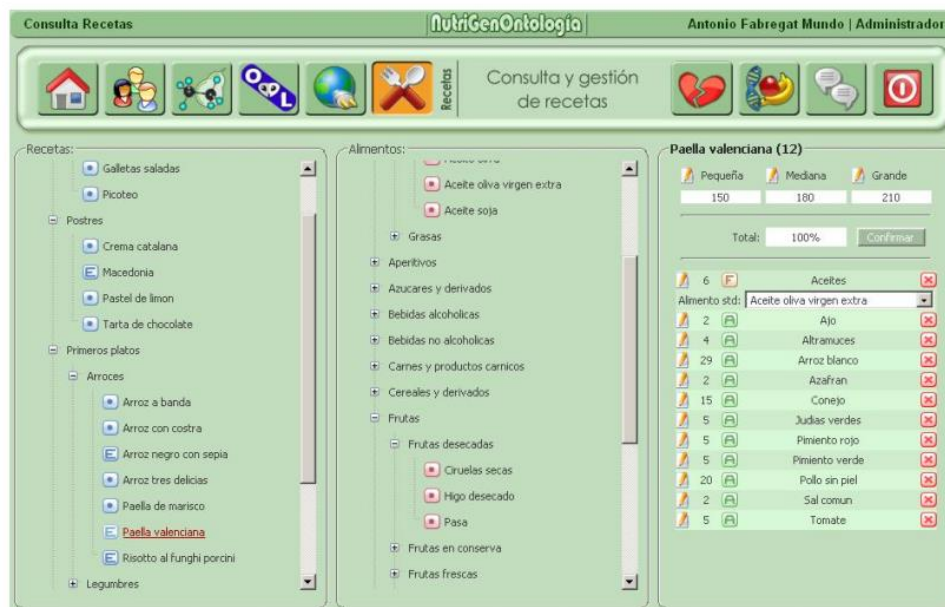 Consulta Recetas
NutriGenOntología
Antonio Fabregat Mundo | Administrador
OPPL
Recetas
Consulta y gestión
de recetas
Recetas:
Galletas saladas
Picoteo
Postres
Crema catalana
E Macedonia
Pastel de limon
Tarta de chocolate
Primeros platos
Arroces
Arroz a banda
Arroz con costra
E Arroz negro con sepia
Arroz tres delicias
Paella de marisco
E Paella valenciana
E Risotto al funghi porcini
Legumbres
Alimentos:
Aceite oliva virgen extra
Aceite soja
Grasas
Aperitivos
Azucares y derivados
Bebidas alcoholicas
Bebidas no alcoholicas
Carnes y productos carnicos
Cereales y derivados
Frutas
Frutas desecadas
Ciruelas secas
Higo desecado
Pasa
Frutas en conserva
Frutas frescas
Paella valenciana (12)
Pequeña Mediana Grande
150 180 210
Total: 100% Confirmar
6 F Aceites
Alimento std: Aceite oliva virgen extra
2 A Ajo
4 A Altramuces
29 A Arroz blanco
2 A Azafran
15 A Conejo
5 A Judias verdes
5 A Pimiento rojo
5 A Pimiento verde
20 A Pollo sin piel
2 A Sal comun
5 A Tomate